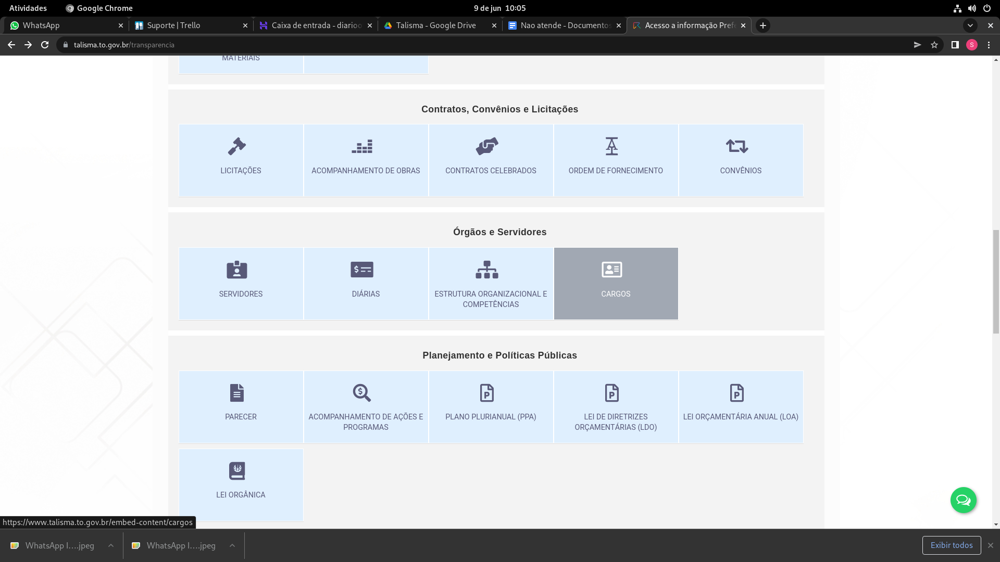 Atividades
Google Chrome
9 de jun 10:05
WhatsApp
Suporte | Trello
Caixa de entrada - diarioo
Talisma - Google Drive
Nao atende - Documentos
Acesso a informação Prefe
talisma.to.gov.br/transparencia
S
MATERIAIS
Contratos, Convênios e Licitações
LICITAÇÕES
ACOMPANHAMENTO DE OBRAS
CONTRATOS CELEBRADOS
ORDEM DE FORNECIMENTO
CONVÊNIOS
Órgãos e Servidores
SERVIDORES
DIÁRIAS
ESTRUTURA ORGANIZACIONAL E
COMPETÊNCIAS
CARGOS
Planejamento e Políticas Públicas
PARECER
ACOMPANHAMENTO DE AÇÕES E
PROGRAMAS
PLANO PLURIANUAL (PPA)
LEI DE DIRETRIZES
ORÇAMENTÁRIAS (LDO)
LEI ORÇAMENTÁRIA ANUAL (LOA)
LEI ORGÂNICA
https://www.talisma.to.gov.br/embed-content/cargos
WhatsApp I....jpeg
WhatsApp I....jpeg
Exibir todos